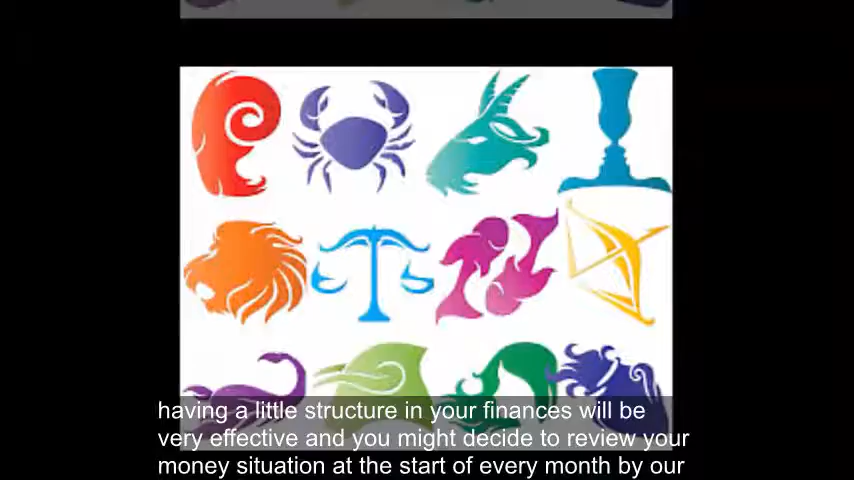 having a little structure in your finances will be
very effective and you might decide to review your
money situation at the start of every month by our